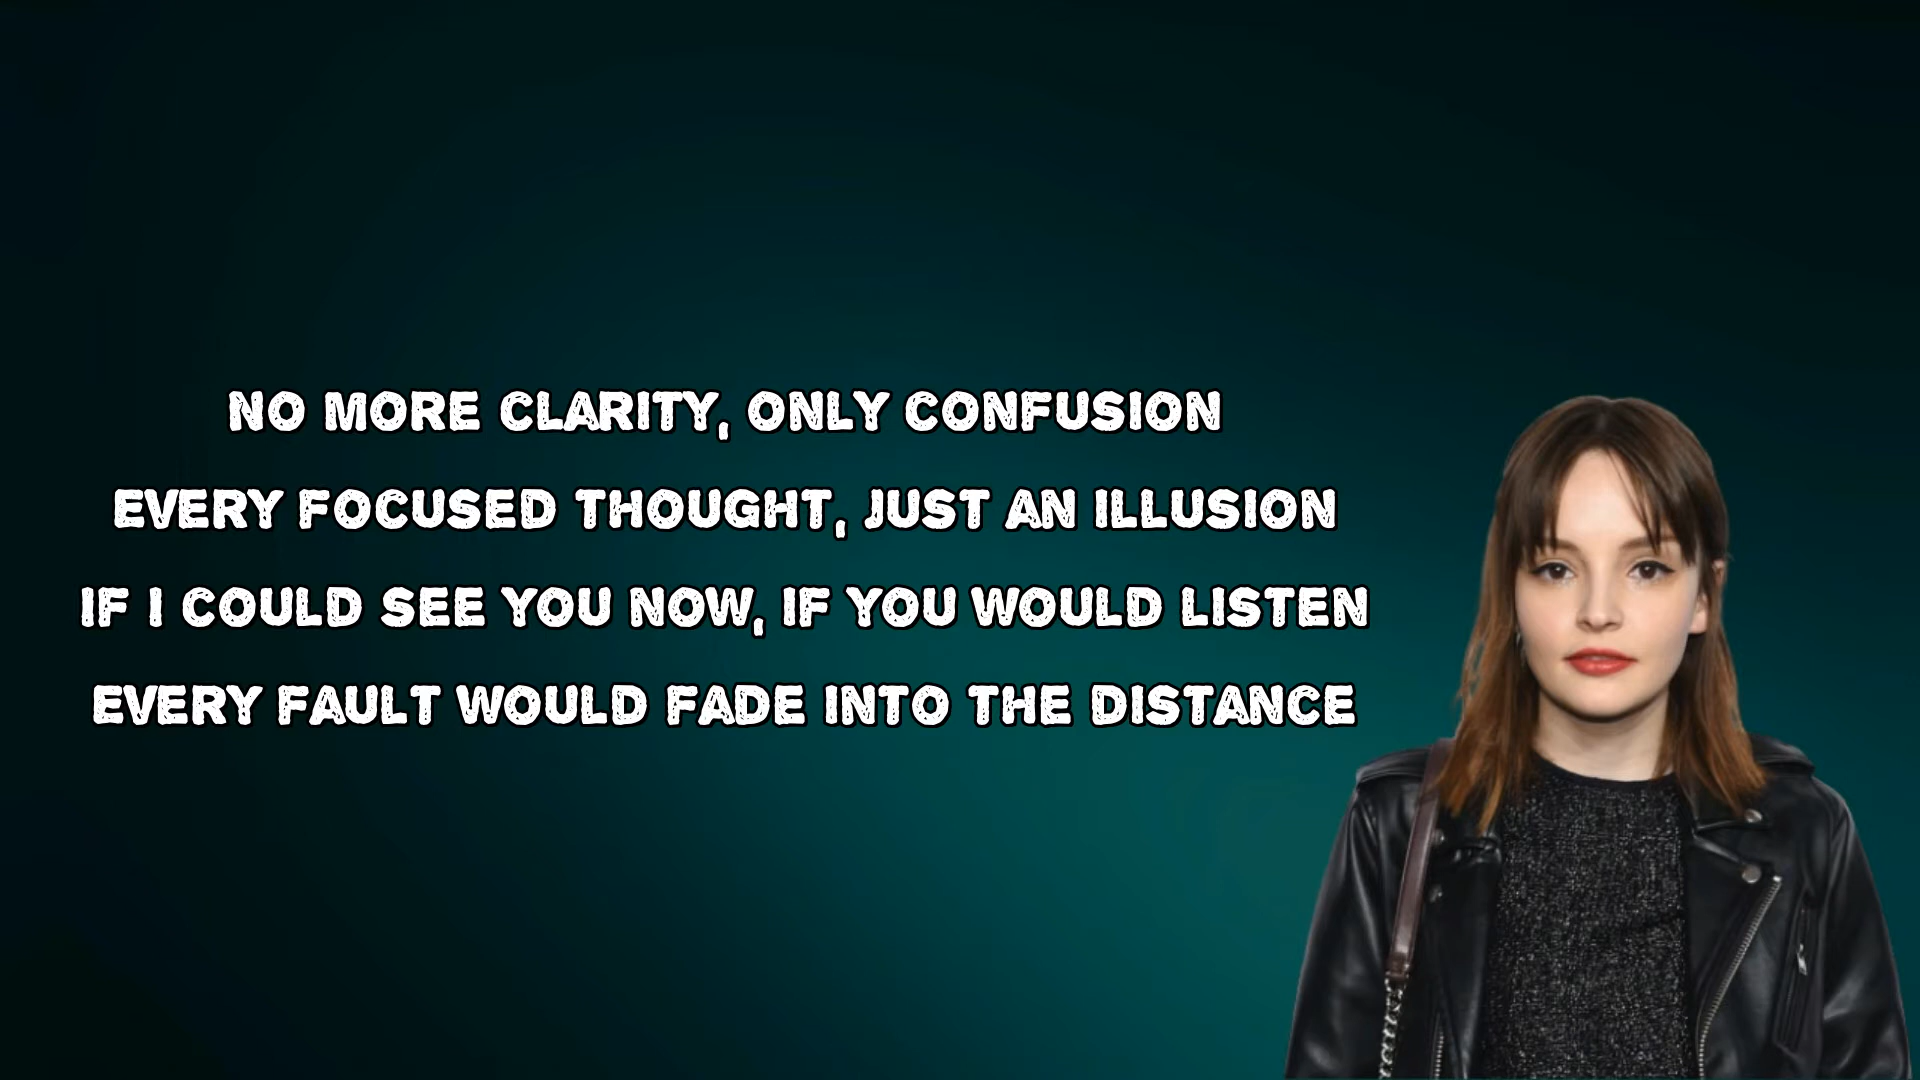 NO MORE CLARITY, ONLY CONFUSION
EVERY FOCUSED THOUGHT, JUST AN ILLUSION
IF I COULD SEE YOU NOW, IF YOU WOULD LISTEN
EVERY FAULT WOULD FADE INTO THE DISTANCE